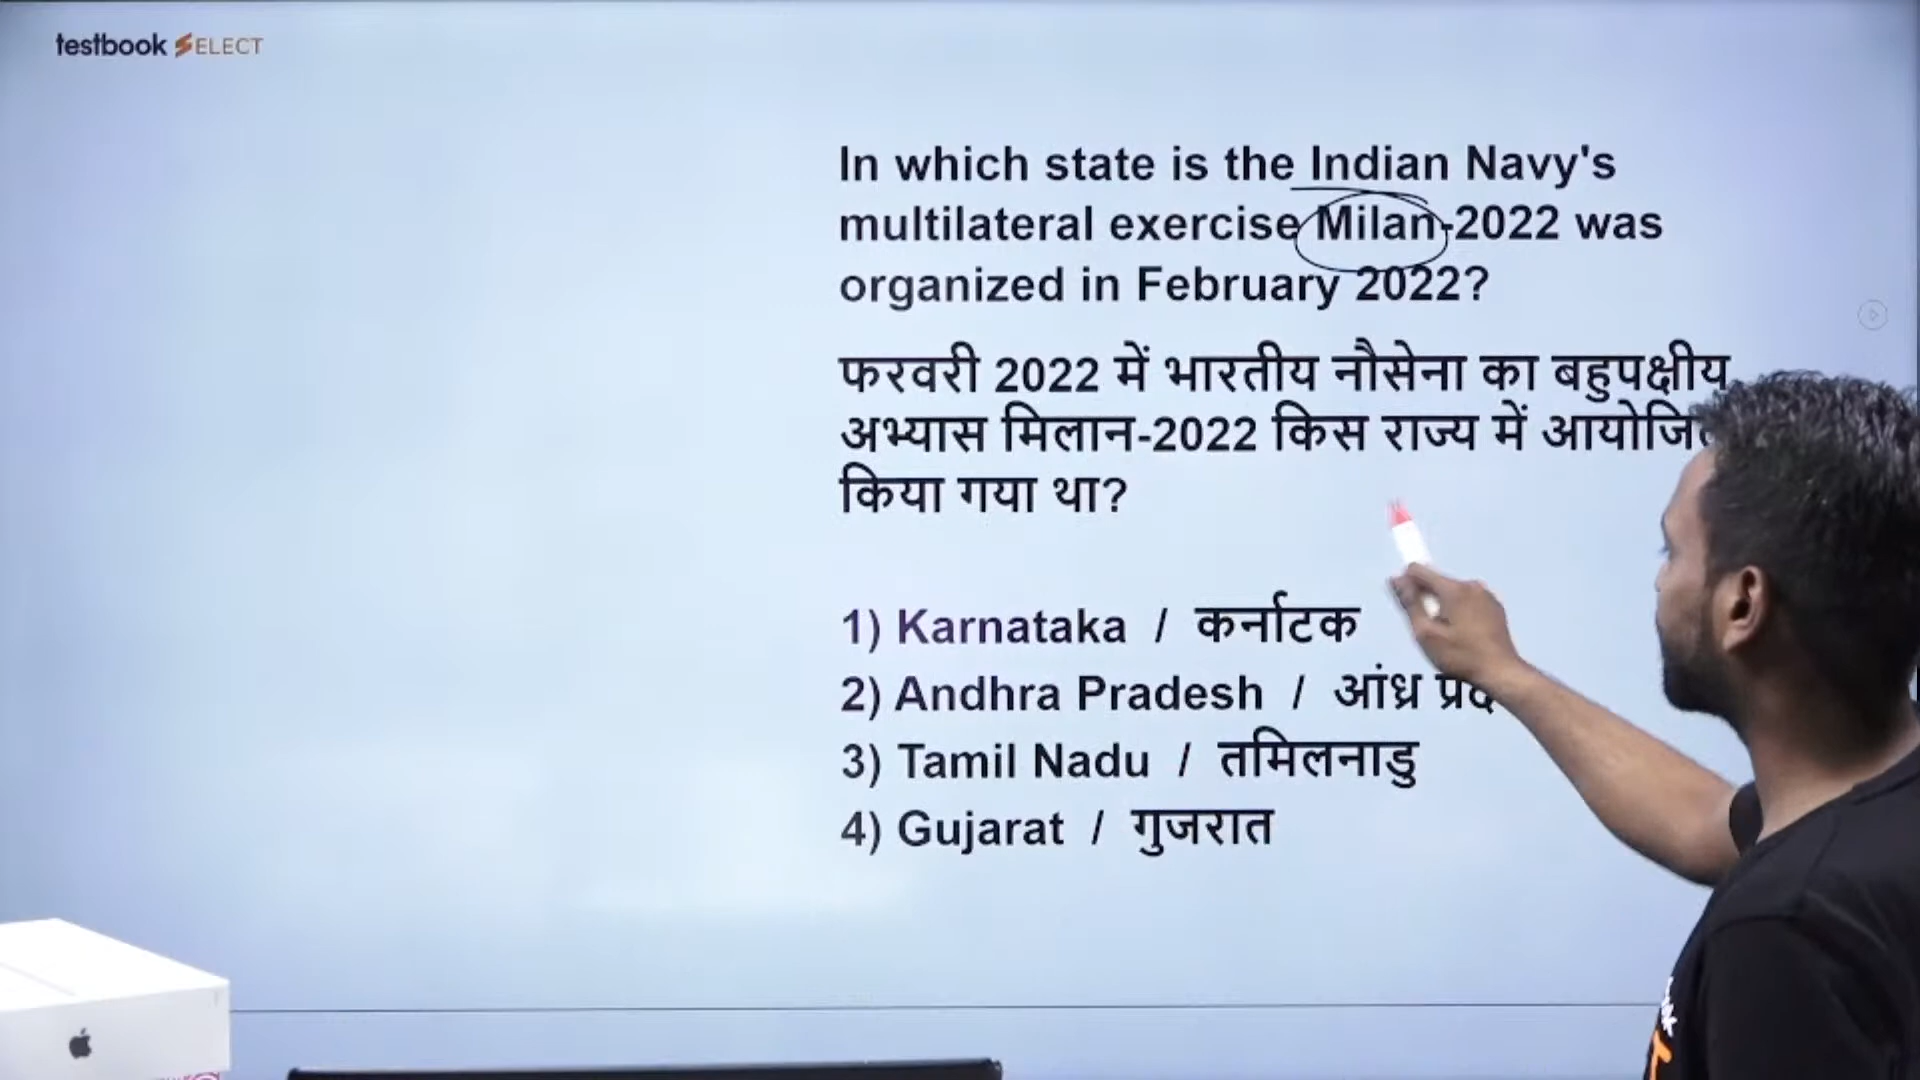 testbook SELECT
In which state is the Indian Navy's
multilateral exercise Milan-2022 was
organized in February 2022?
फरवरी 2022 में भारतीय नौसेना का बहुपक्षीय
अभ्यास मिलान-2022 किस राज्य में
किया गया था?
1) Karnataka / कर्नाटक
2) Andhra Pradesh / आंध्र
3) Tamil Nadu / तमिलनाडु
4) Gujarat / गुजरात